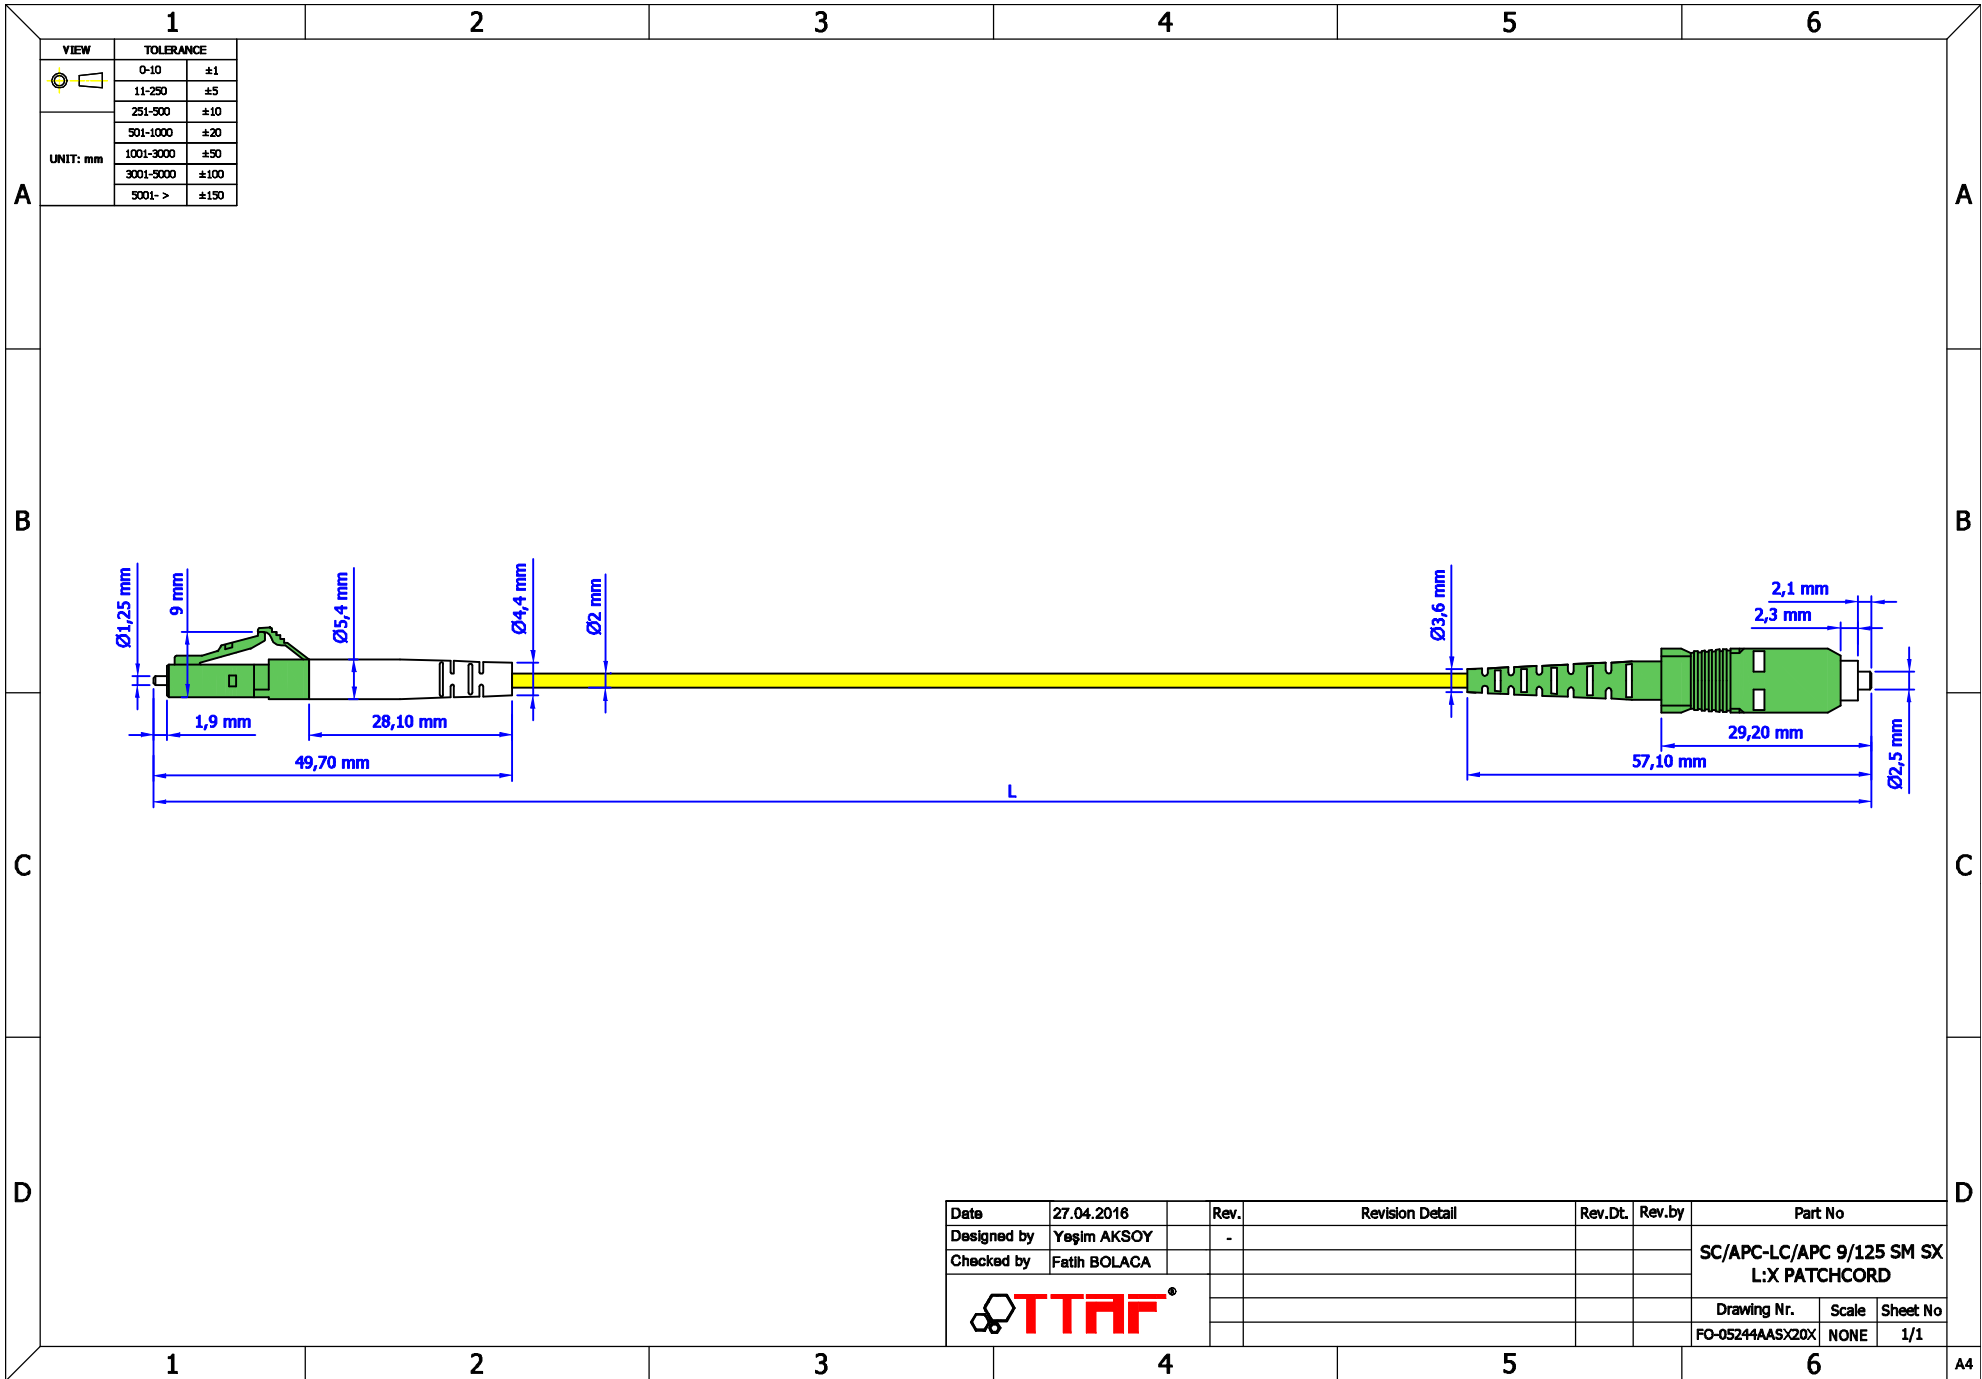 1 2 3 4 5 6
VIEW TOLERANCE
0-10 ±1
11-250 ±5
251-500 ±10
501-1000 ±20
UNIT: mm 1001-3000 ±50
3001-5000 ±100
5001- > ±150
A A
B B
Ø1,25 mm
9 mm
Ø5,4 mm
Ø4,4 mm
Ø2 mm
Ø3,6 mm
2,1 mm
2,3 mm
1,9 mm
28,10 mm
49,70 mm
29,20 mm
57,10 mm
Ø2,5 mm
L
C C
D D
Date 27.04.2016 Rev. Revision Detail Rev.Dt. Rev.by Part No
Designed by Yeşim AKSOY -
Checked by Fatih BOLACA
SC/APC-LC/APC 9/125 SM SX
L:X PATCHCORD
TTAF®
Drawing Nr. Scale Sheet No
FO-05244AASX20X NONE 1/1
1 2 3 4 5 6 A4